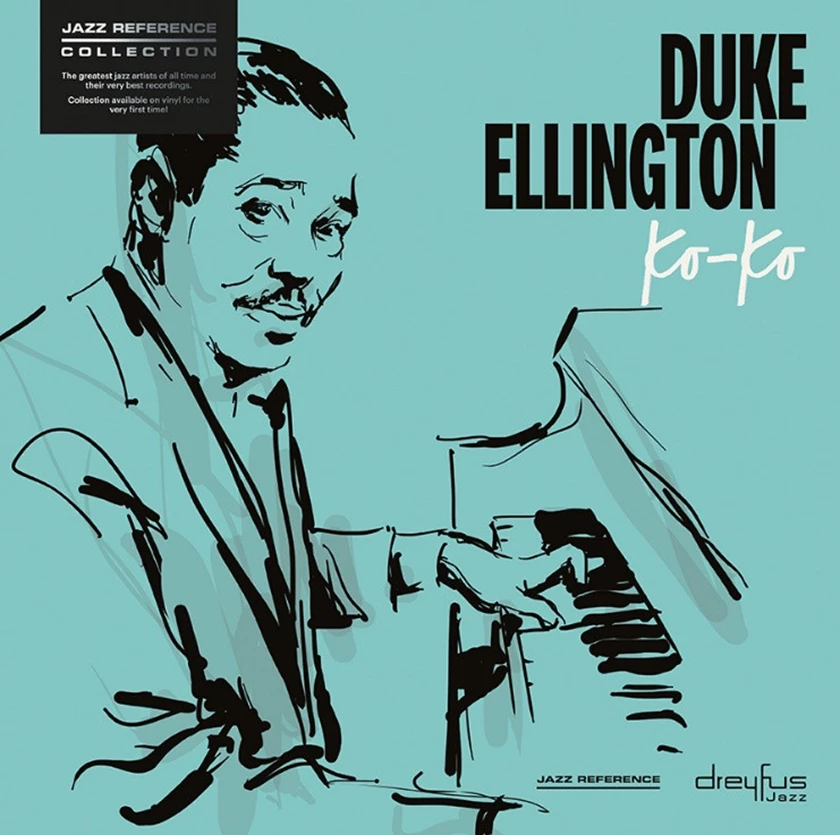 JAZZ REFERENCE
COLLECTION
The greatest jazz artists of all time and
their very best recordings.
Collection available on vinyl for the
very first time!
DUKE
ELLINGTON
Ko-Ko
JAZZ REFERENCE
dreyfus
Jazz